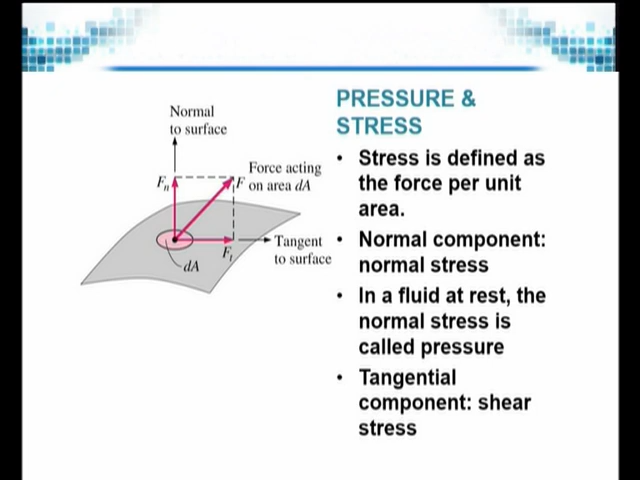 PRESSURE &
STRESS
• Stress is defined as
the force per unit
area.
• Normal component:
normal stress
• In a fluid at rest, the
normal stress is
called pressure
• Tangential
component: shear
stress
Normal
to surface
Fn
F
Force acting
on area dA
Tangent
to surface
Ft
dA